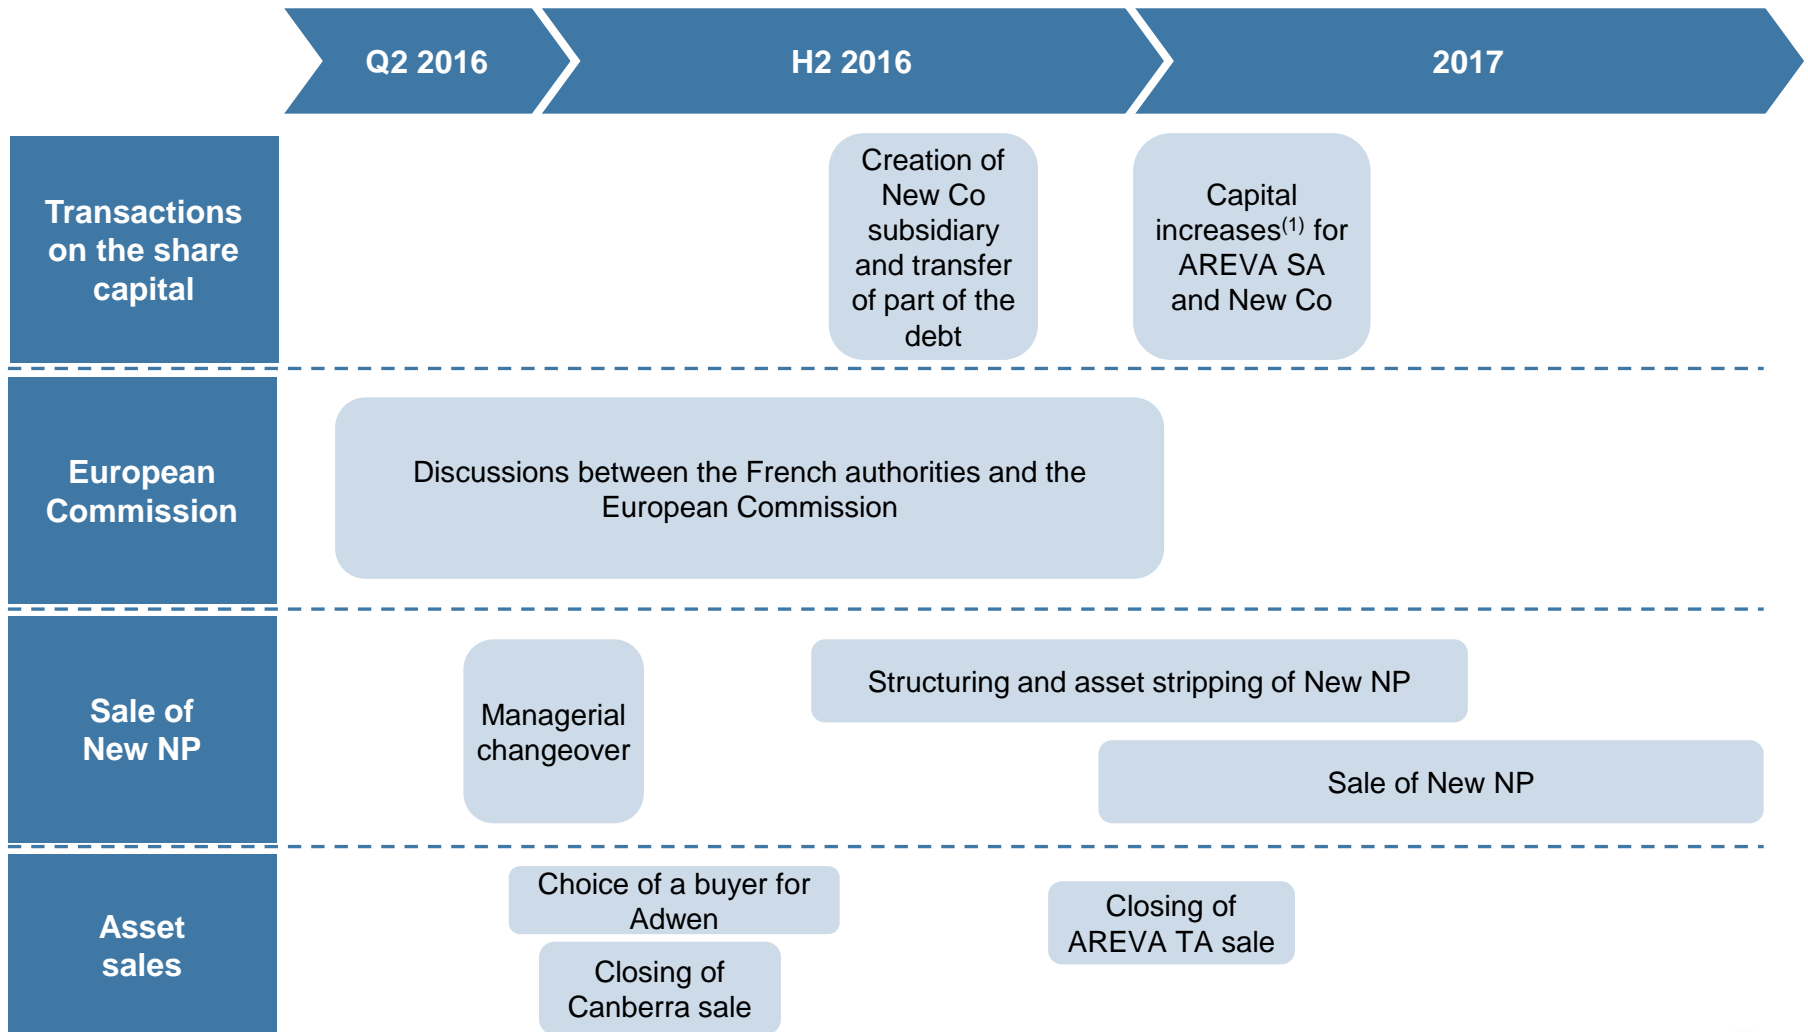 Q2 2016
H2 2016
2017
Transactions
on the share
capital
Creation of
New Co
subsidiary
and transfer
of part of the
debt
Capital
increases(1) for
AREVA SA
and New Co
European
Commission
Discussions between the French authorities and the
European Commission
Sale of
New NP
Managerial
changeover
Structuring and asset stripping of New NP
Sale of New NP
Asset
sales
Choice of a buyer for
Adwen
Closing of
Canberra sale
Closing of
AREVA TA sale